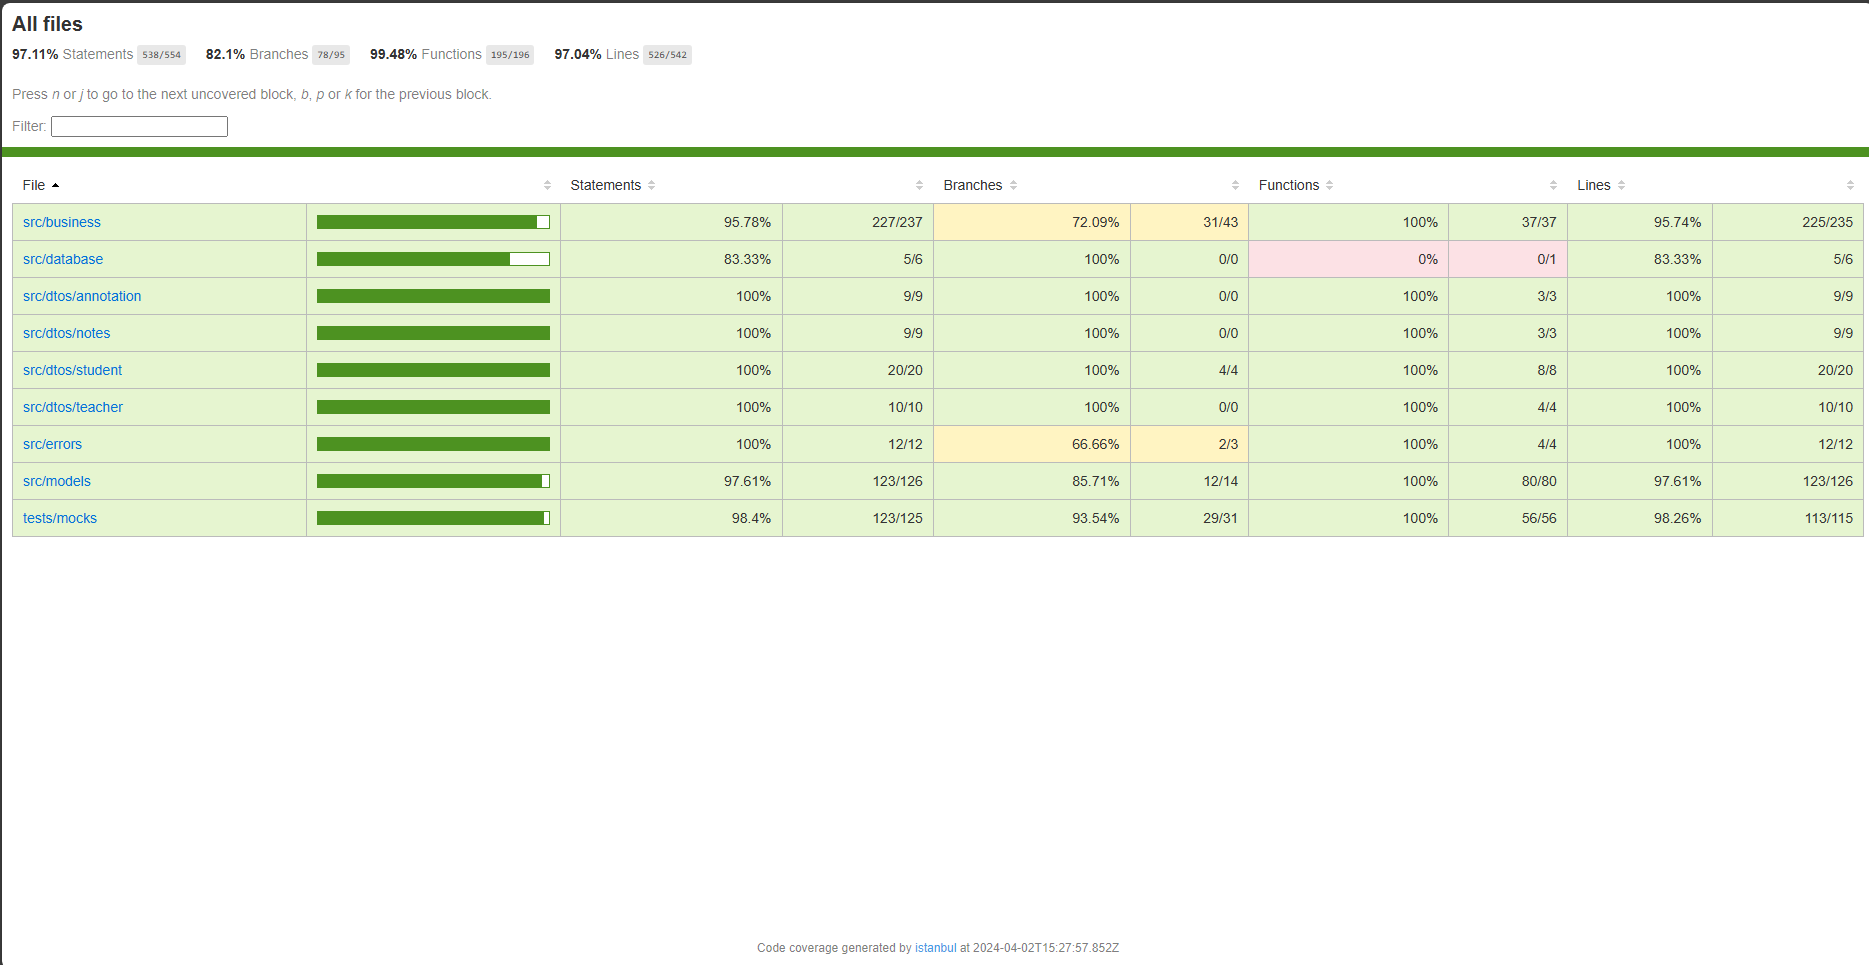 All files
97.11% Statements 538/554 82.1% Branches 78/95 99.48% Functions 195/196 97.04% Lines 526/542
Press n or j to go to the next uncovered block, b, p or k for the previous block.
Filter:
File Statements Branches Functions Lines
src/business 95.78% 227/237 72.09% 31/43 100% 37/37 95.74% 225/235
src/database 83.33% 5/6 100% 0/0 0% 0/1 83.33% 5/6
src/dtos/annotation 100% 9/9 100% 0/0 100% 3/3 100% 9/9
src/dtos/notes 100% 9/9 100% 0/0 100% 3/3 100% 9/9
src/dtos/student 100% 20/20 100% 4/4 100% 8/8 100% 20/20
src/dtos/teacher 100% 10/10 100% 0/0 100% 4/4 100% 10/10
src/errors 100% 12/12 66.66% 2/3 100% 4/4 100% 12/12
src/models 97.61% 123/126 85.71% 12/14 100% 80/80 97.61% 123/126
tests/mocks 98.4% 123/125 93.54% 29/31 100% 56/56 98.26% 113/115
Code coverage generated by istanbul at 2024-04-02T15:27:57.852Z